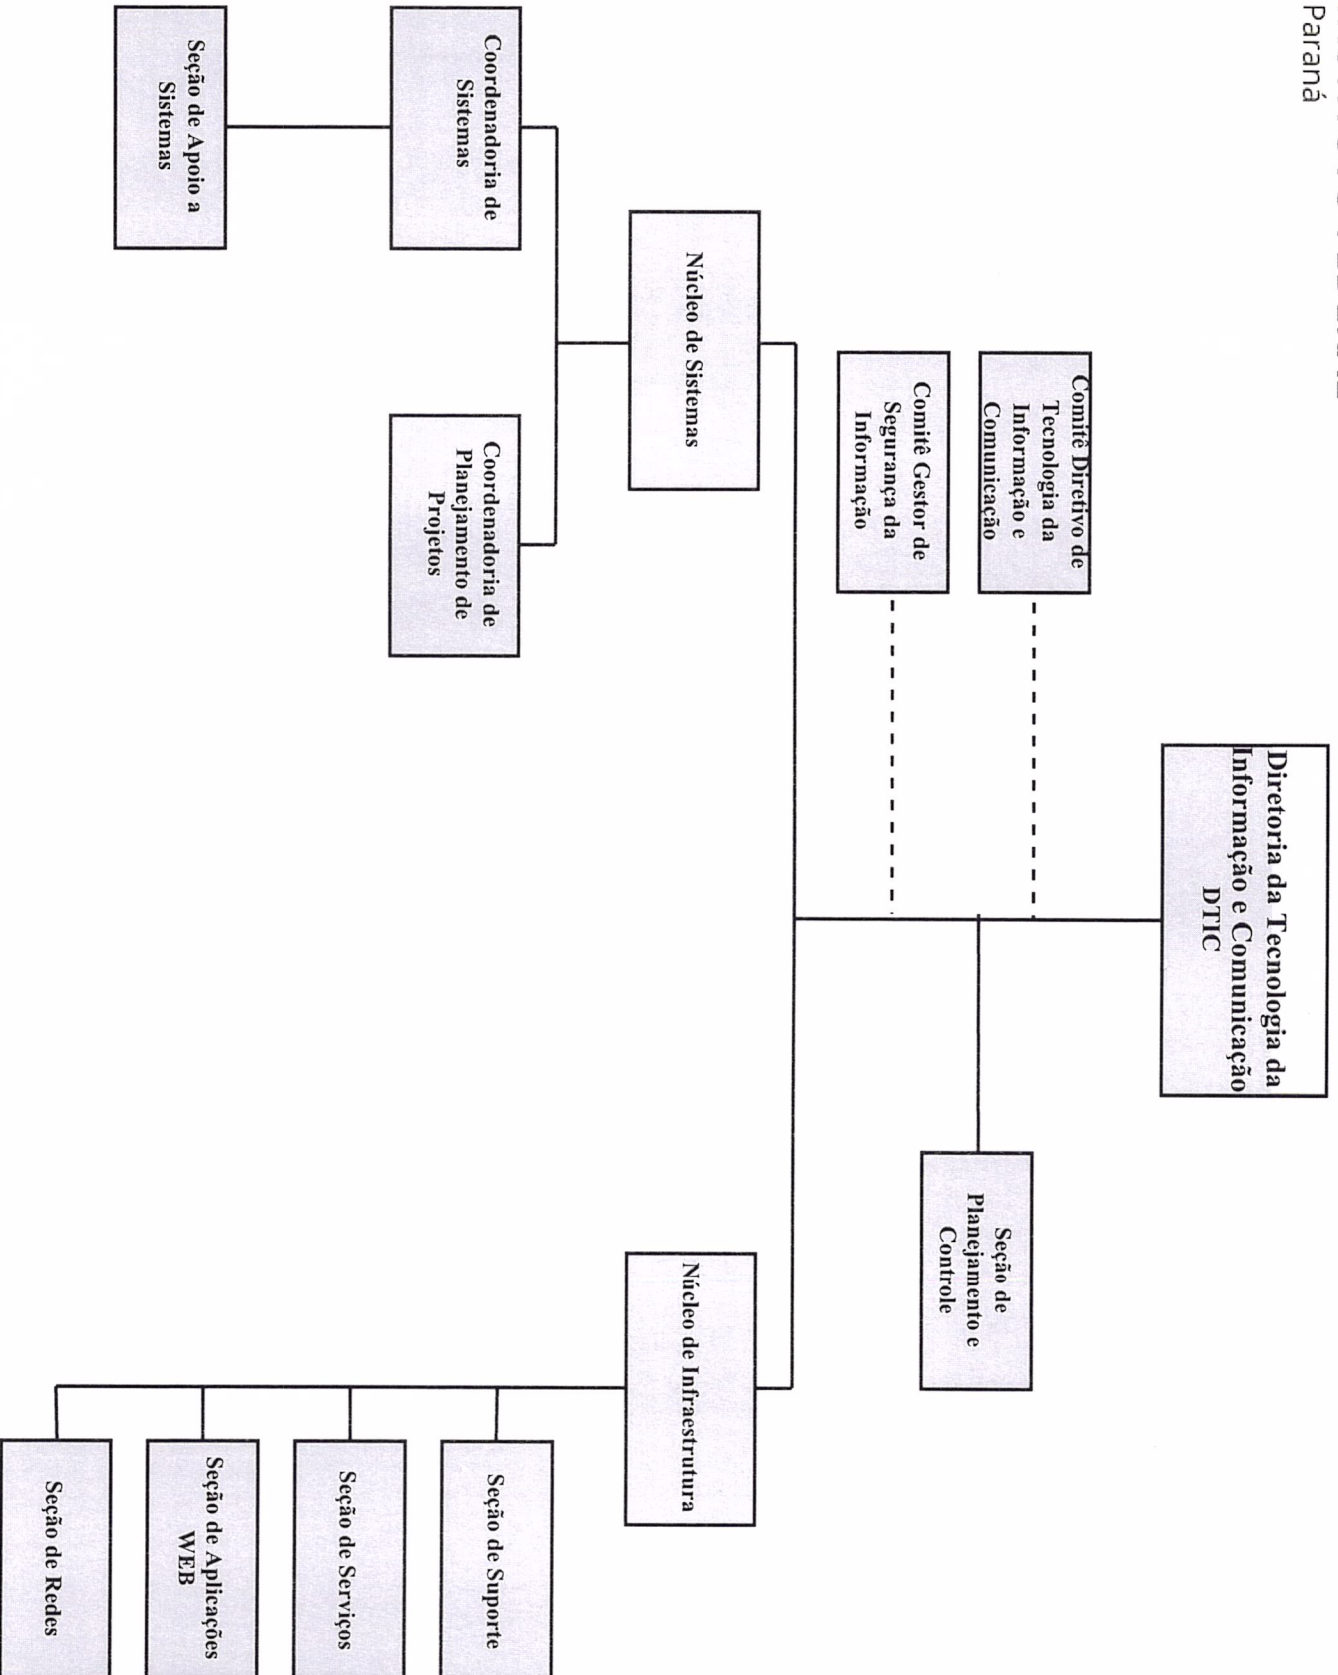 Paraná
Diretoria da Tecnologia da
Informação e Comunicação
DTIC
Comitê Diretivo de
Tecnologia da
Informação e
Comunicação
Seção de
Planejamento e
Controle
Comitê Gestor de
Segurança da
Informação
Núcleo de Sistemas
Núcleo de Infraestrutura
Coordenadoria de
Sistemas
Coordenadoria de
Planejamento de
Projetos
Seção de Apoio a
Sistemas
Seção de Suporte
Seção de Serviços
Seção de Aplicações
WEB
Seção de Redes